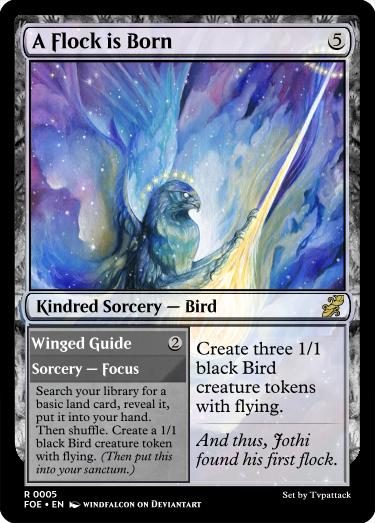 A Flock is Born 5
Kindred Sorcery — Bird
Winged Guide 2
Sorcery — Focus
Search your library for a
basic land card, reveal it,
put it into your hand.
Then shuffle. Create a 1/1
black Bird creature token
with flying. (Then put this
into your sanctum.)
Create three 1/1
black Bird
creature tokens
with flying.
And thus, Jothi
found his first flock.
R 0005
FOE • EN WINDFALCON ON DEVIANTART
Set by Tvpattack